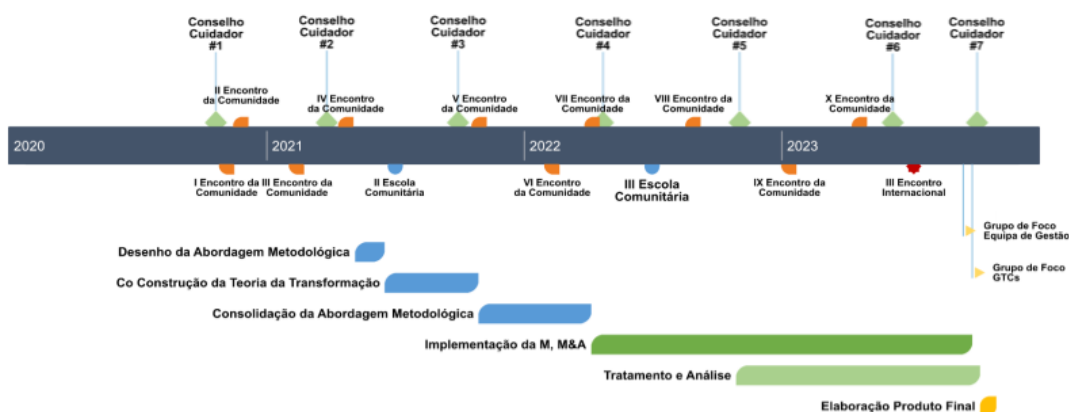 Conselho
Cuidador
#1
Conselho
Cuidador
#2
Conselho
Cuidador
#3
Conselho
Cuidador
#4
Conselho
Cuidador
#5
Conselho
Cuidador
#6
Conselho
Cuidador
#7
II Encontro
da Comunidade
IV Encontro
da Comunidade
V Encontro
da Comunidade
VII Encontro da
Comunidade
VIII Encontro da
Comunidade
X Encontro da
Comunidade
2020
2021
2022
2023
I Encontro da
Comunidade
III Encontro da
Comunidade
II Escola
Comunitária
VI Encontro
da Comunidade
III Escola
Comunitária
IX Encontro da
Comunidade
III Encontro
Internacional
Grupo de Foco
Equipa de Gestão
Grupo de Foco
GTCs
Desenho da Abordagem Metodológica
Co Construção da Teoria da Transformação
Consolidação da Abordagem Metodológica
Implementação da M, M&A
Tratamento e Análise
Elaboração Produto Final